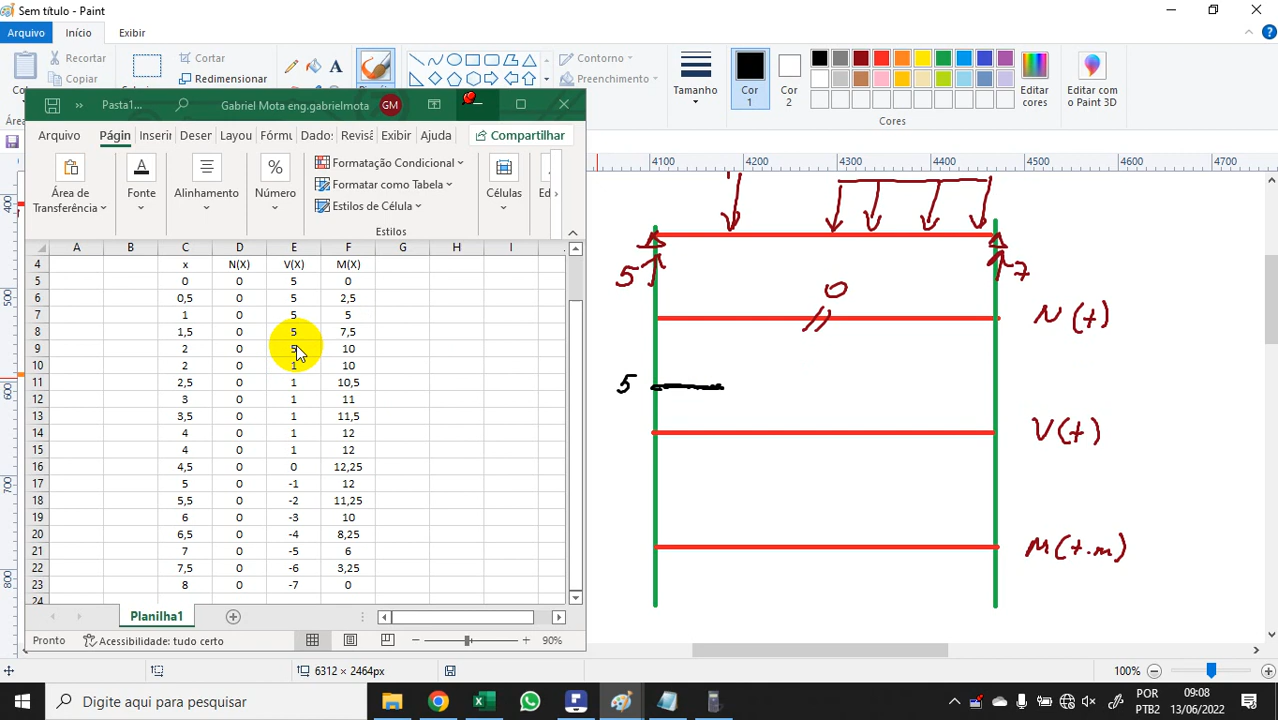 Sem título - Paint
Arquivo Início Exibir
Recortar
Copiar
Redimensionar
A
Contorno
Preenchimento
Tamanho
Cor 1
Cor 2
Editar cores
Editar com o Paint 3D
Cores
Pasta1... Gabriel Mota eng.gabrielmota GM
Arquivo Págin Inserii Deser Layou Fórmu Dado: Revisã Exibir Ajuda Compartilhar
Área de Transferência
Fonte
Alinhamento
Número
Formatação Condicional
Formatar como Tabela
Estilos de Célula
Estilos
Células
Ed
A B C D E F G H I
4 x N(X) V(X) M(X)
5 0 0 5 0
6 0,5 0 5 2,5
7 1 0 5 5
8 1,5 0 5 7,5
9 2 0 5 10
10 2 0 1 10
11 2,5 0 1 10,5
12 3 0 1 11
13 3,5 0 1 11,5
14 4 0 1 12
15 4 0 1 12
16 4,5 0 0 12,25
17 5 0 -1 12
18 5,5 0 -2 11,25
19 6 0 -3 10
20 6,5 0 -4 8,25
21 7 0 -5 6
22 7,5 0 -6 3,25
23 8 0 -7 0
24
Planilha1
Pronto Acessibilidade: tudo certo 90%
4100 4200 4300 4400 4500 4600 4700
400
500
600
700
800
5 7
0
N (t)
5
V(t)
M(t.m)
6312 × 2464px 100%
Digite aqui para pesquisar
POR
PTB2
09:08
13/06/2022